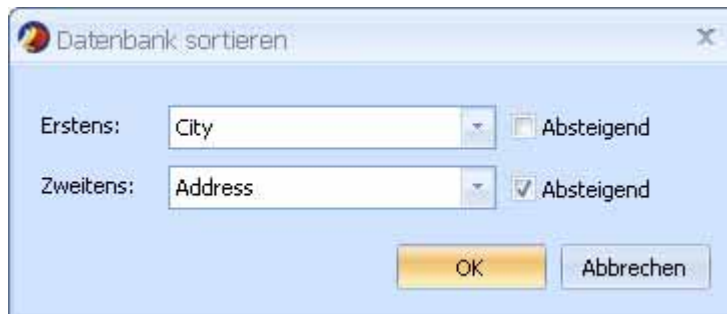 Datenbank sortieren
Erstens: City Absteigend
Zweitens: Address Absteigend
OK Abbrechen